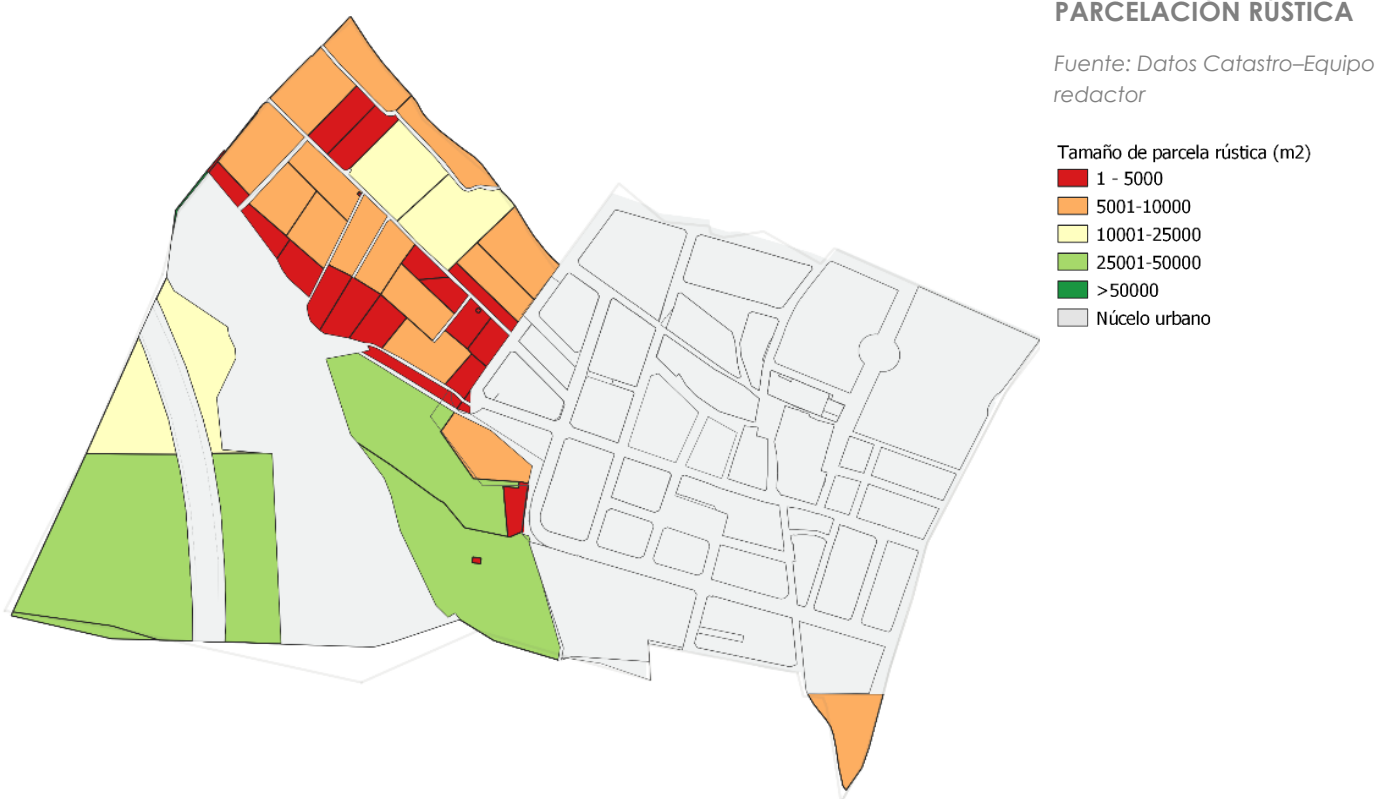 PARCELACIÓN RÚSTICA
Fuente: Datos Catastro–Equipo
redactor
Tamaño de parcela rústica (m2)
1 - 5000
5001-10000
10001-25000
25001-50000
>50000
Núcelo urbano